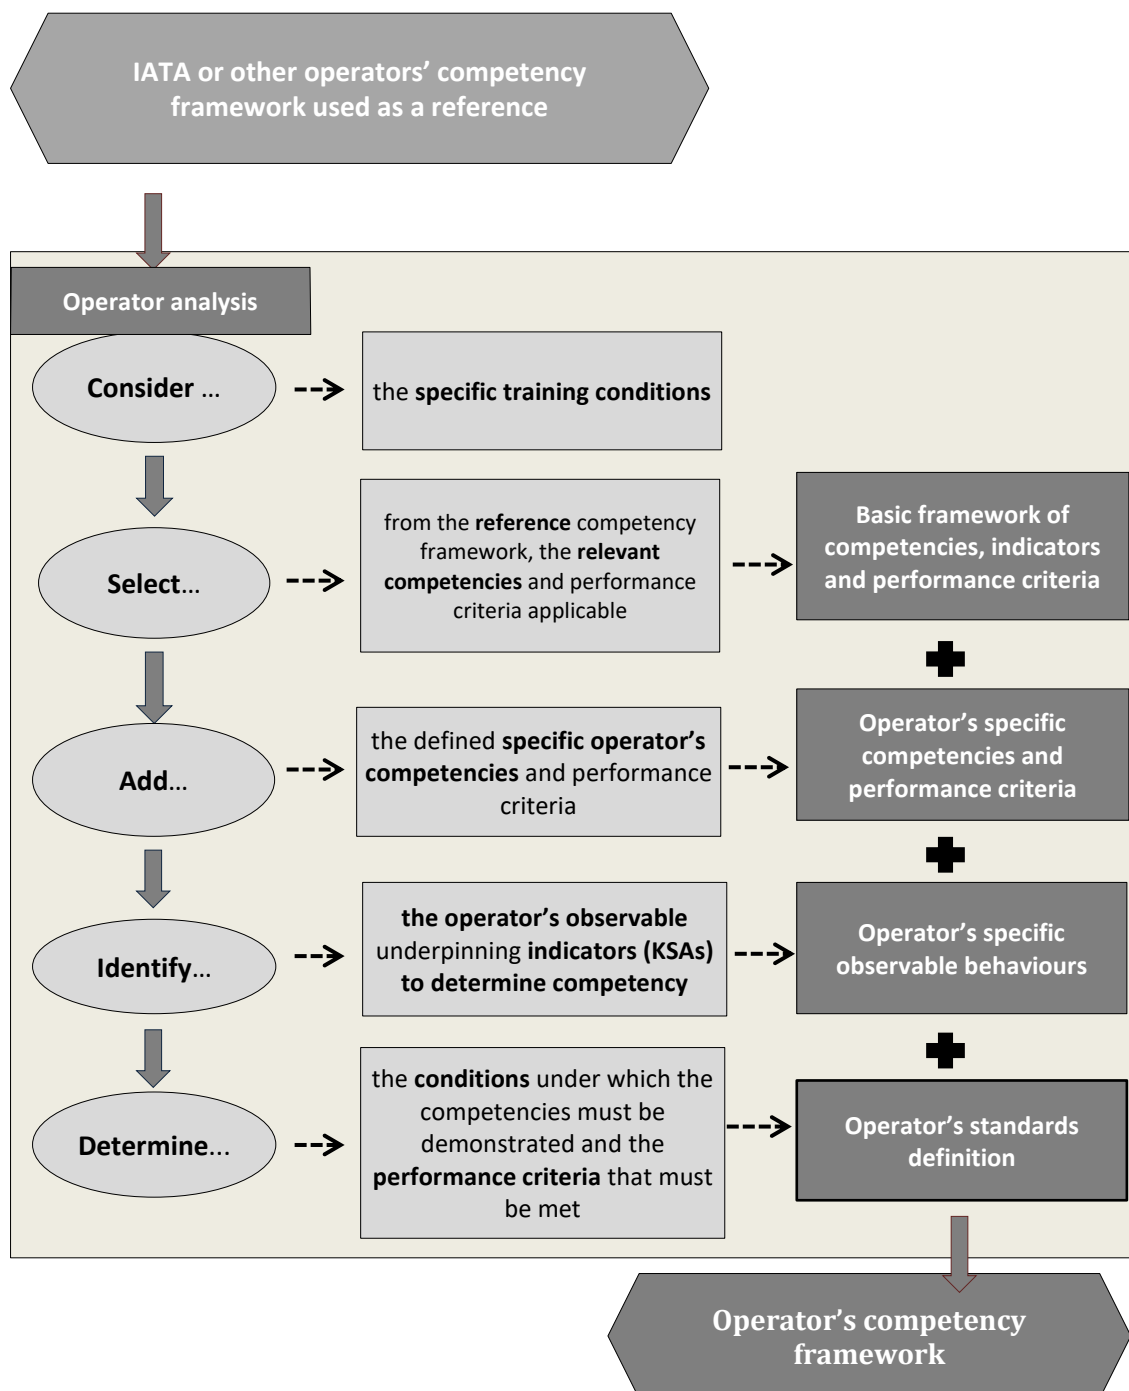 IATA or other operators’ competency
framework used as a reference
Operator analysis
Consider ...
the specific training conditions
Select...
from the reference competency
framework, the relevant
competencies and performance
criteria applicable
Basic framework of
competencies, indicators
and performance criteria
Add...
the defined specific operator’s
competencies and performance
criteria
Operator’s specific
competencies and
performance criteria
Identify...
the operator’s observable
underpinning indicators (KSAs)
to determine competency
Operator’s specific
observable behaviours
Determine...
the conditions under which the
competencies must be
demonstrated and the
performance criteria that must
be met
Operator’s standards
definition
Operator’s competency
framework